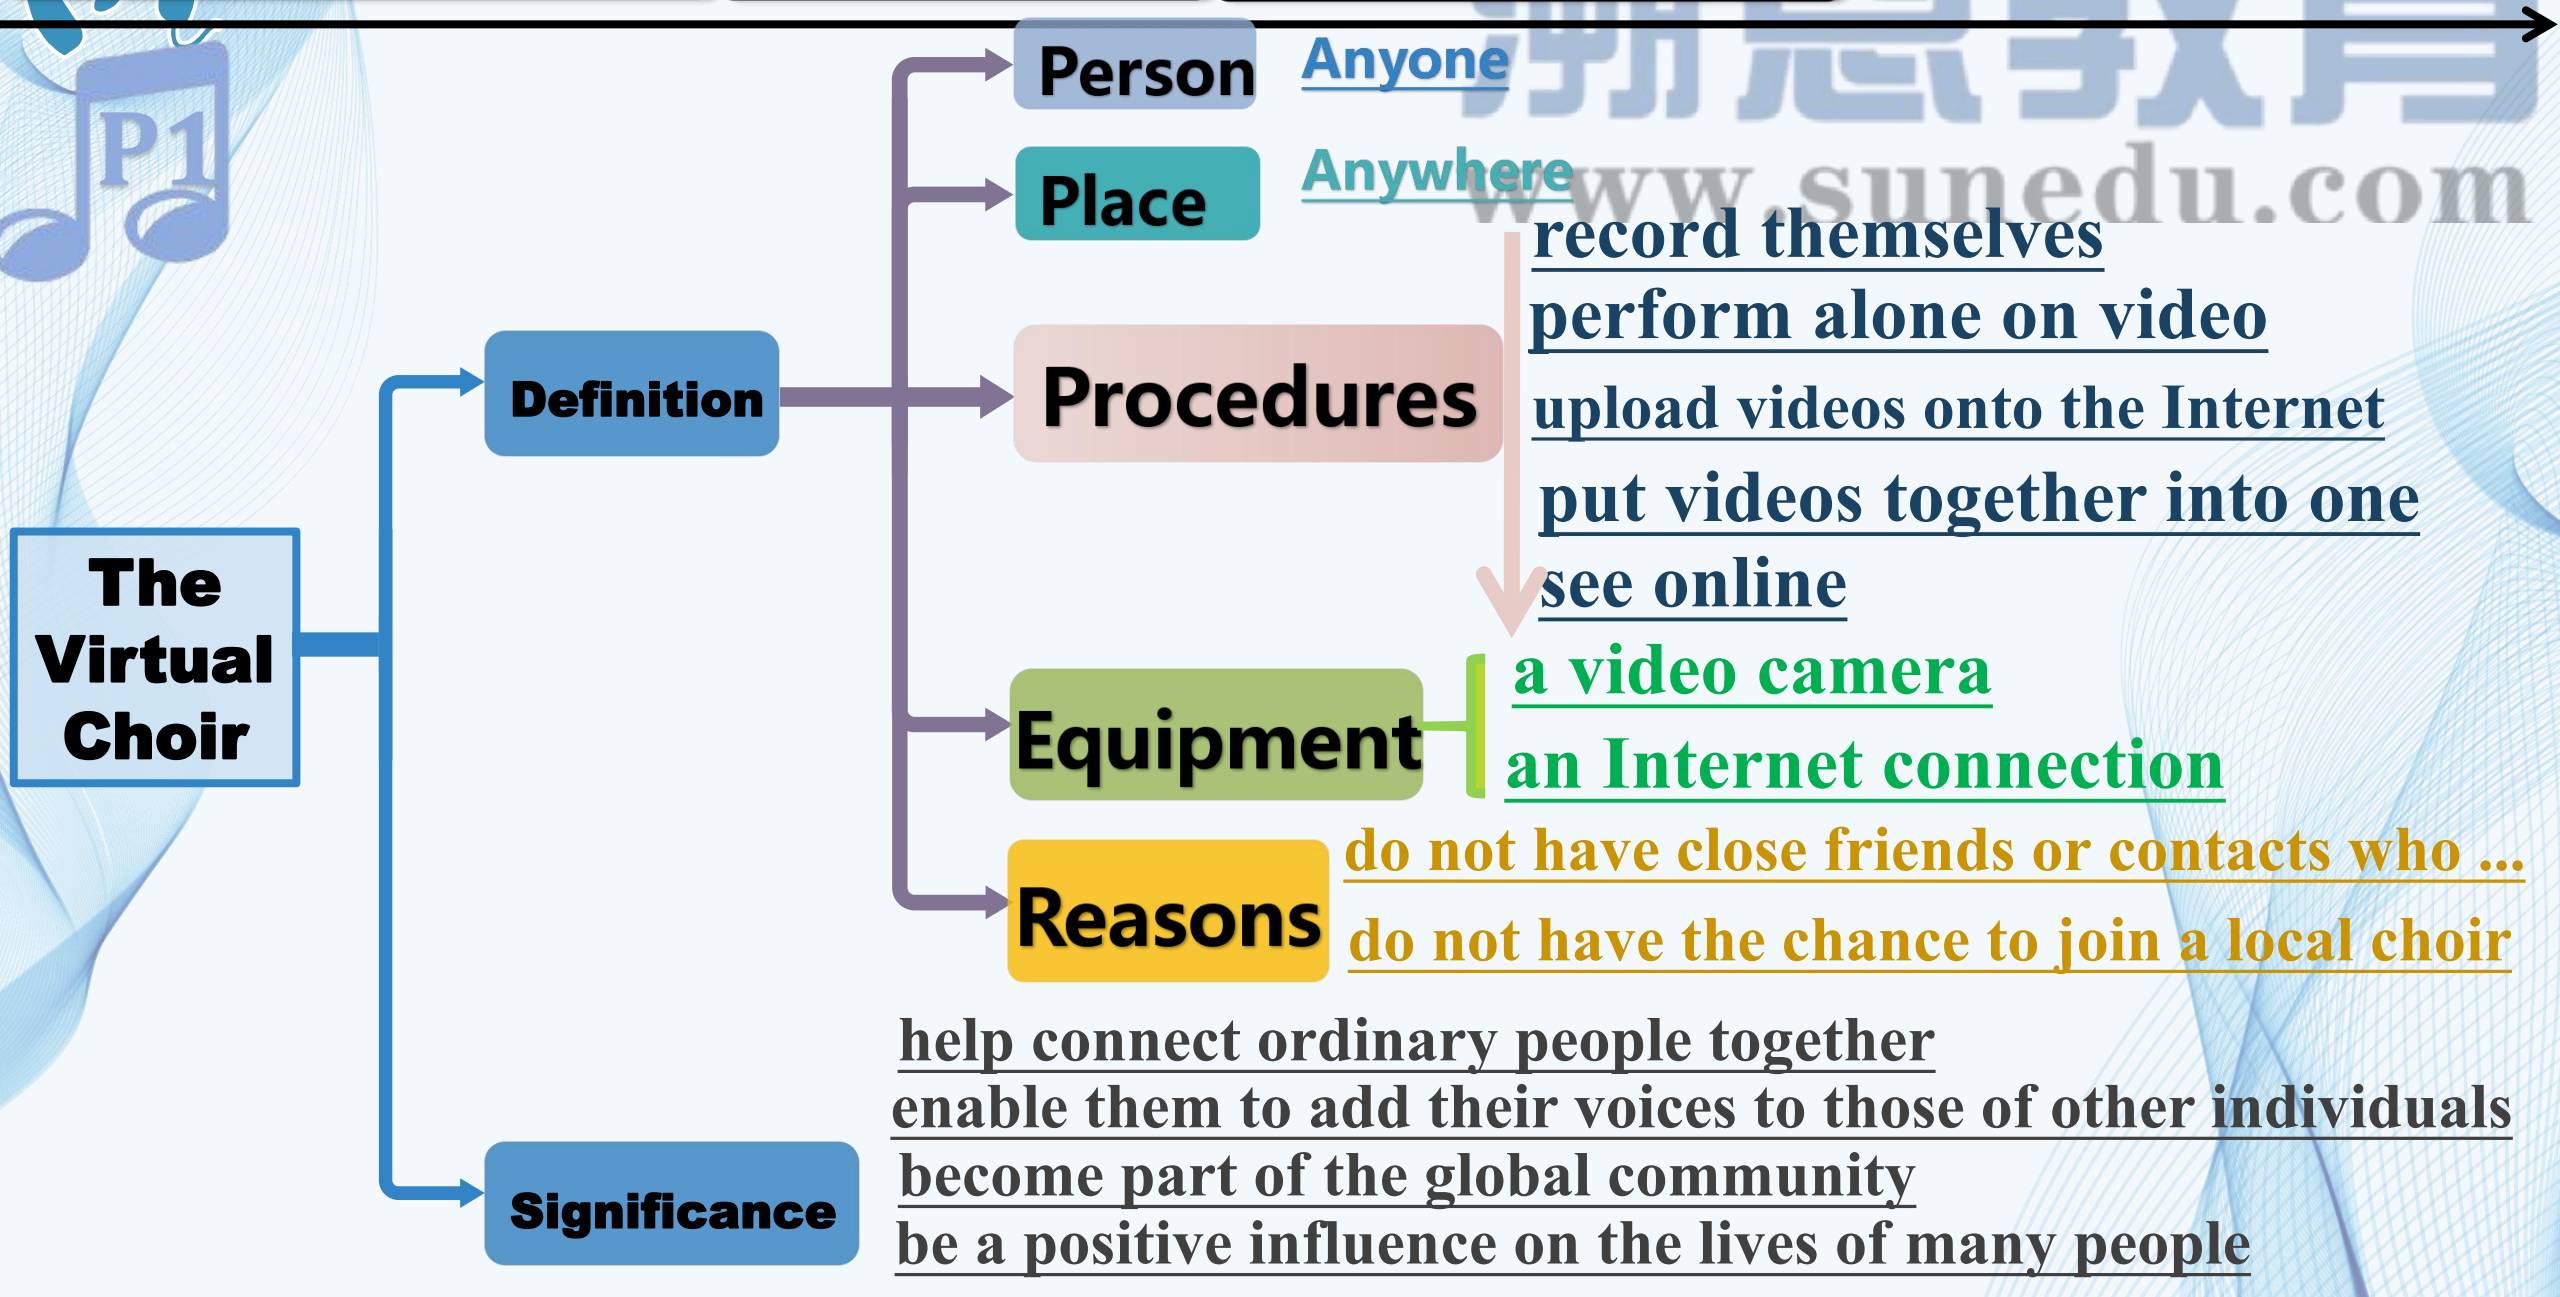 P1
Person
Anyone
Place
Anywhere
www.sunedu.com
Procedures
record themselves
perform alone on video
upload videos onto the Internet
put videos together into one
see online
Definition
The
Virtual
Choir
Equipment
a video camera
an Internet connection
Reasons
do not have close friends or contacts who ...
do not have the chance to join a local choir
Significance
help connect ordinary people together
enable them to add their voices to those of other individuals
become part of the global community
be a positive influence on the lives of many people